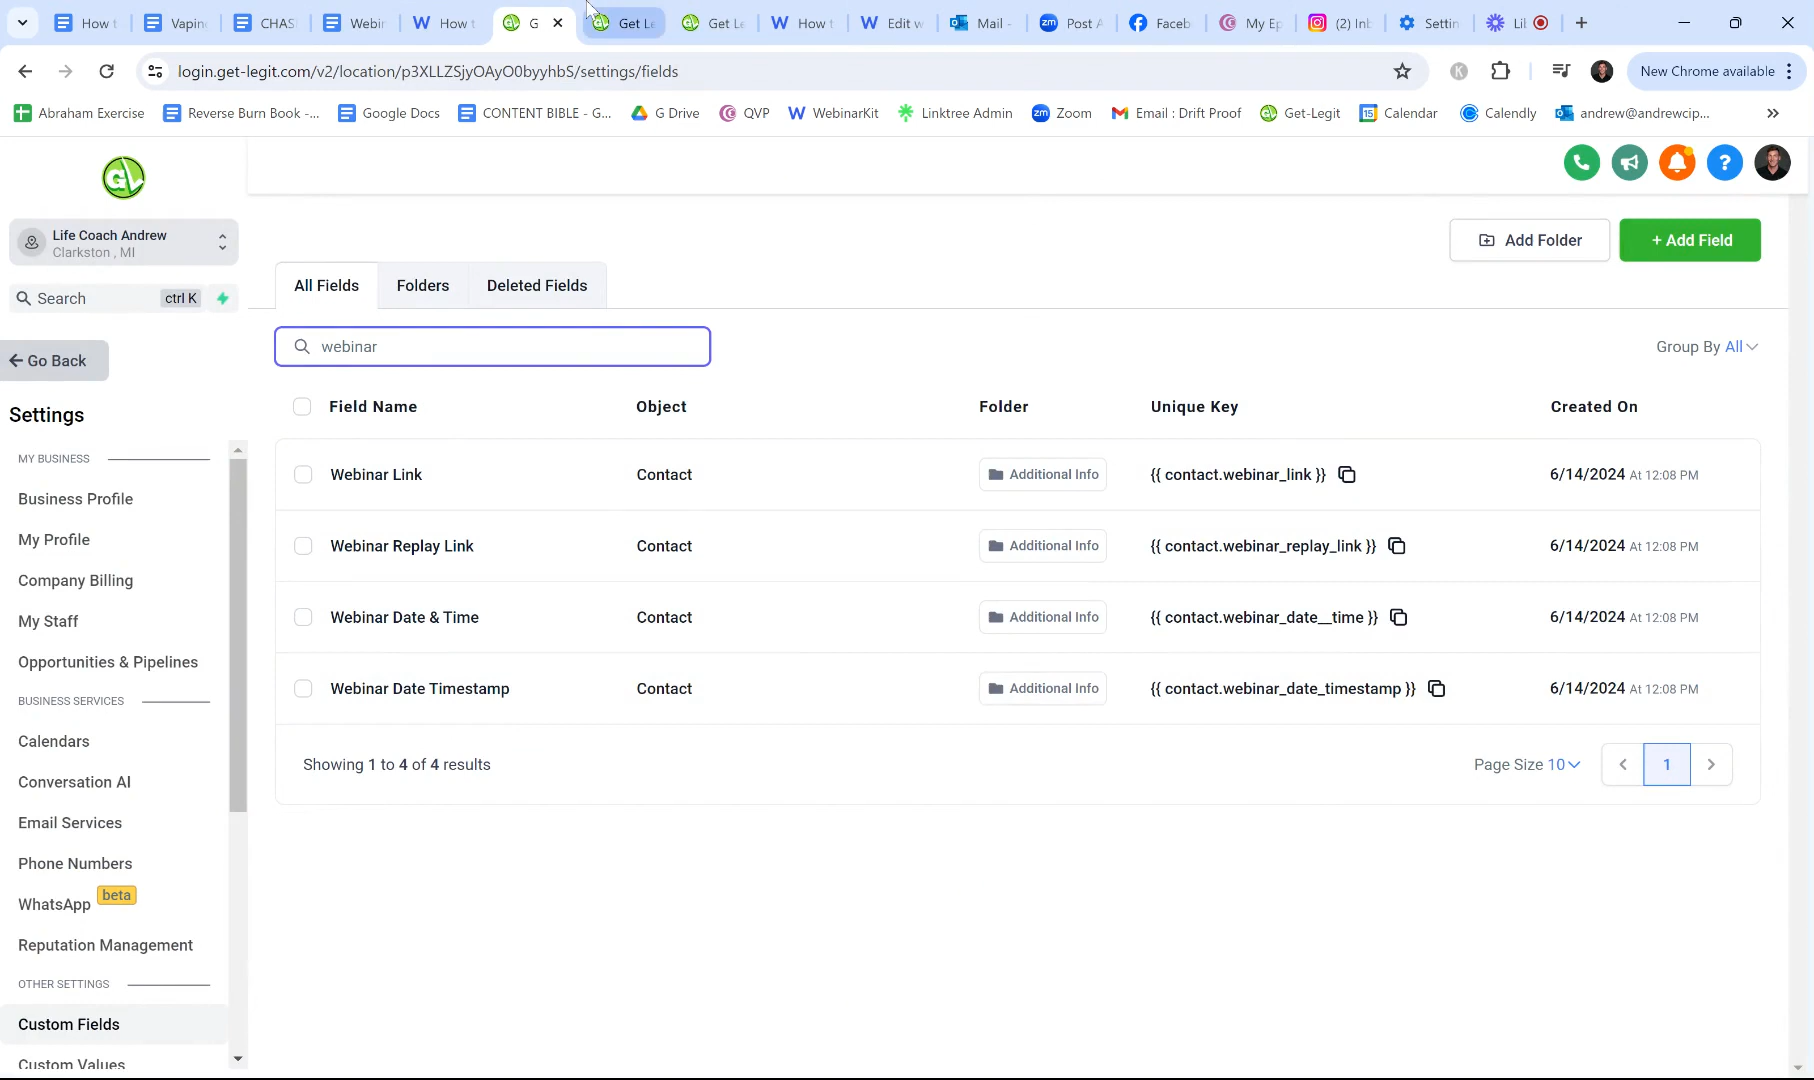 How t
Vapin
CHAS
Webir
How t
G
Get Le
Get Le
How t
Edit w
Mail -
Post A
Faceb
My Ep
(2) Inb
Settin
Lil
login.get-legit.com/v2/location/p3XLLZSjyOAyO0byyhbS/settings/fields
New Chrome available
Abraham Exercise
Reverse Burn Book -...
Google Docs
CONTENT BIBLE - G...
G Drive
QVP
WebinarKit
Linktree Admin
Zoom
Email : Drift Proof
Get-Legit
Calendar
Calendly
andrew@andrewcip...
GL
Life Coach Andrew
Clarkston , MI
Search ctrl K
Go Back
Settings
MY BUSINESS
Business Profile
My Profile
Company Billing
My Staff
Opportunities & Pipelines
BUSINESS SERVICES
Calendars
Conversation AI
Email Services
Phone Numbers
WhatsApp beta
Reputation Management
OTHER SETTINGS
Custom Fields
Custom Values
Add Folder
+ Add Field
All Fields Folders Deleted Fields
webinar
Group By All
Field Name Object Folder Unique Key Created On
Webinar Link Contact Additional Info {{ contact.webinar_link }} 6/14/2024 At 12:08 PM
Webinar Replay Link Contact Additional Info {{ contact.webinar_replay_link }} 6/14/2024 At 12:08 PM
Webinar Date & Time Contact Additional Info {{ contact.webinar_date__time }} 6/14/2024 At 12:08 PM
Webinar Date Timestamp Contact Additional Info {{ contact.webinar_date_timestamp }} 6/14/2024 At 12:08 PM
Showing 1 to 4 of 4 results
Page Size 10
1